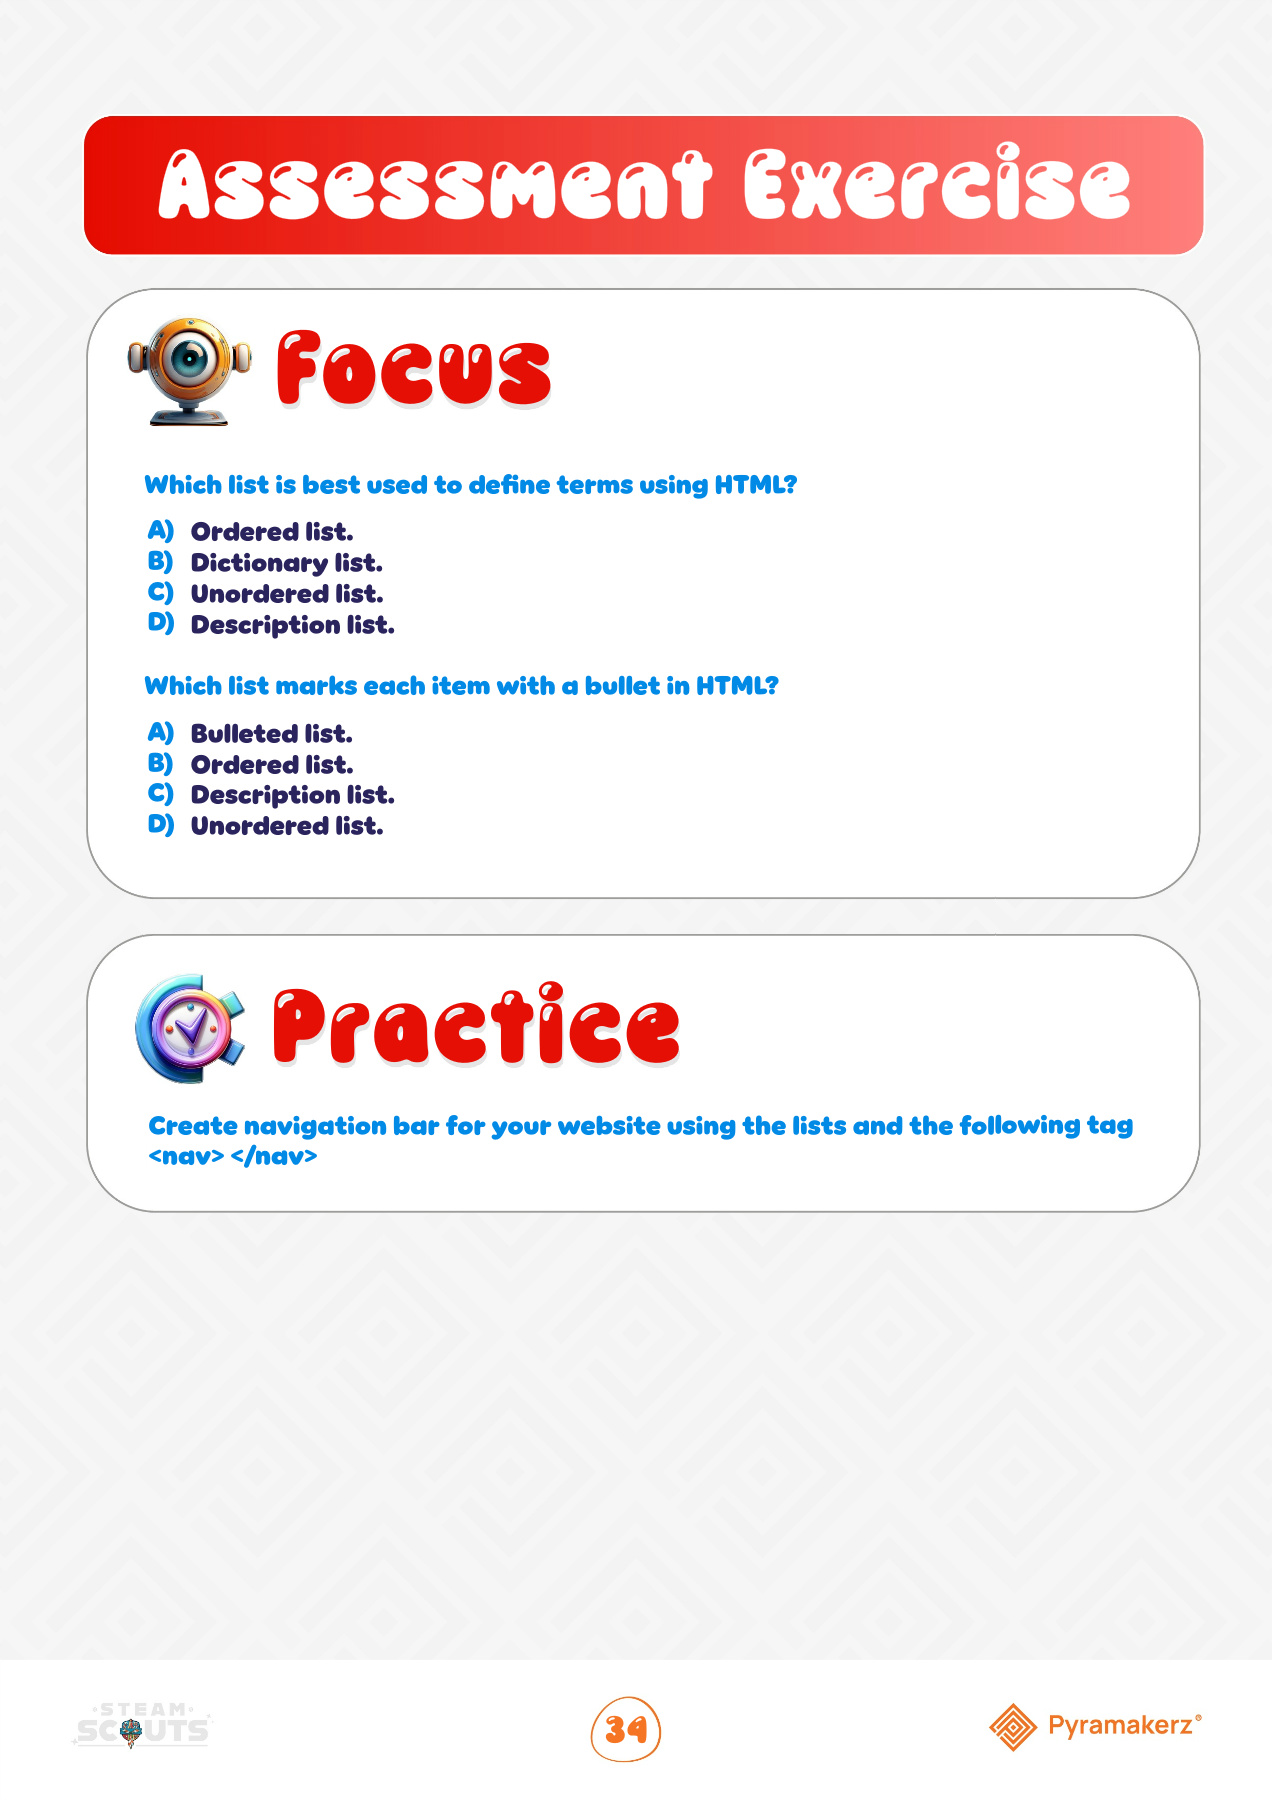 Assessment Exercise
Focus
Which list is best used to define terms using HTML?
A) Ordered list.
B) Dictionary list.
C) Unordered list.
D) Description list.
Which list marks each item with a bullet in HTML?
A) Bulleted list.
B) Ordered list.
C) Description list.
D) Unordered list.
Practice
Create navigation bar for your website using the lists and the following tag
<nav> </nav>
STEAM
SCOUTS
34
Pyramakerz®